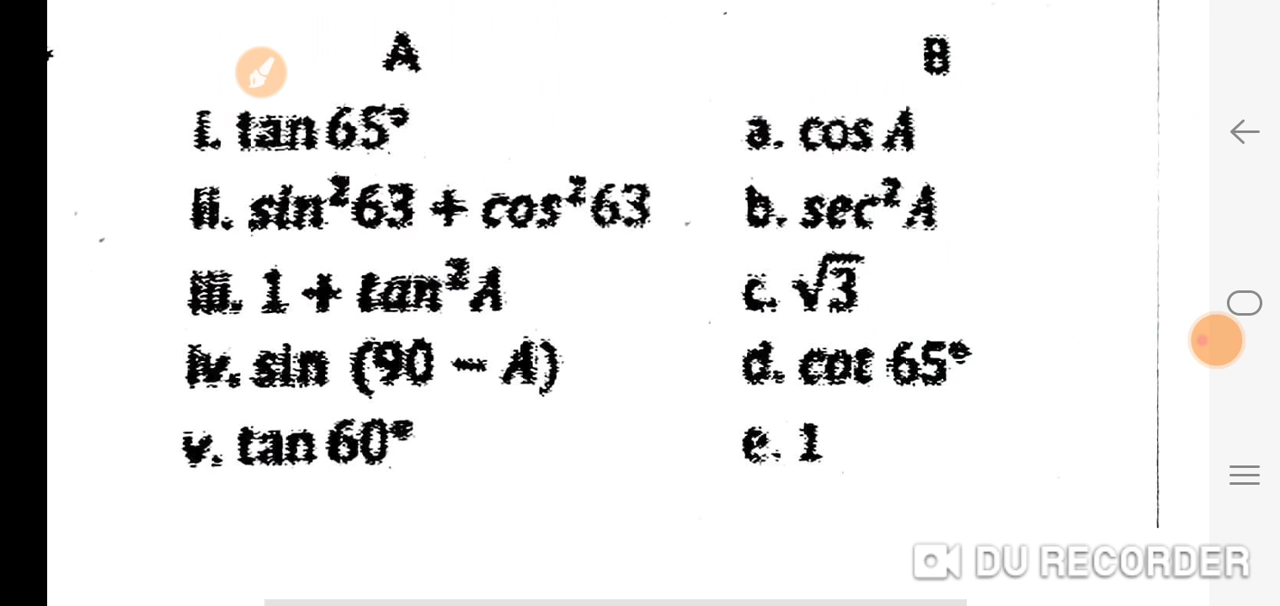 A B
i. tan 65° a. cos A
ii. sin²63 + cos²63 b. sec²A
iii. 1 + tan²A c. √3
iv. sin (90 − A) d. cot 65°
v. tan 60° e. 1
DU RECORDER